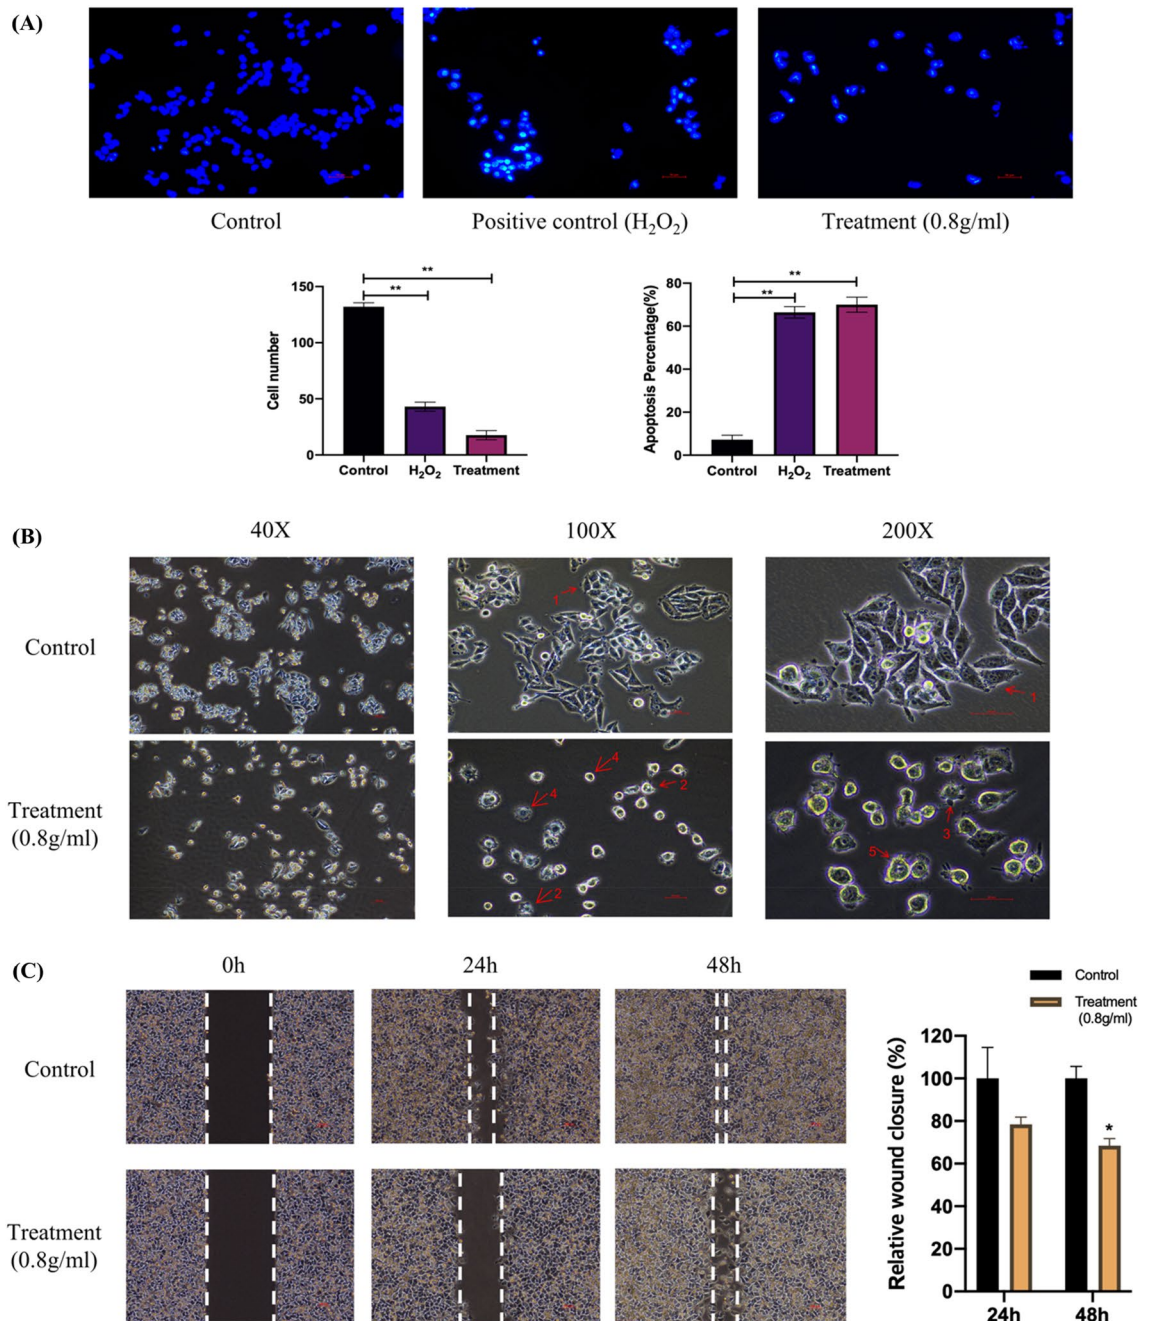 (A)
Control
Positive control (H₂O₂)
Treatment (0.8g/ml)
**
**
150
100
50
0
Cell number
Control
H₂O₂
Treatment
**
**
80
60
40
20
0
Apoptosis Percentage(%)
Control
H₂O₂
Treatment
(B)
40X
100X
200X
Control
1
1
Treatment
(0.8g/ml)
4
4
2
2
3
5
(C)
0h
24h
48h
Control
Treatment
(0.8g/ml)
Control
Treatment
(0.8g/ml)
120
100
80
60
40
20
0
Relative wound closure (%)
*
24h
48h